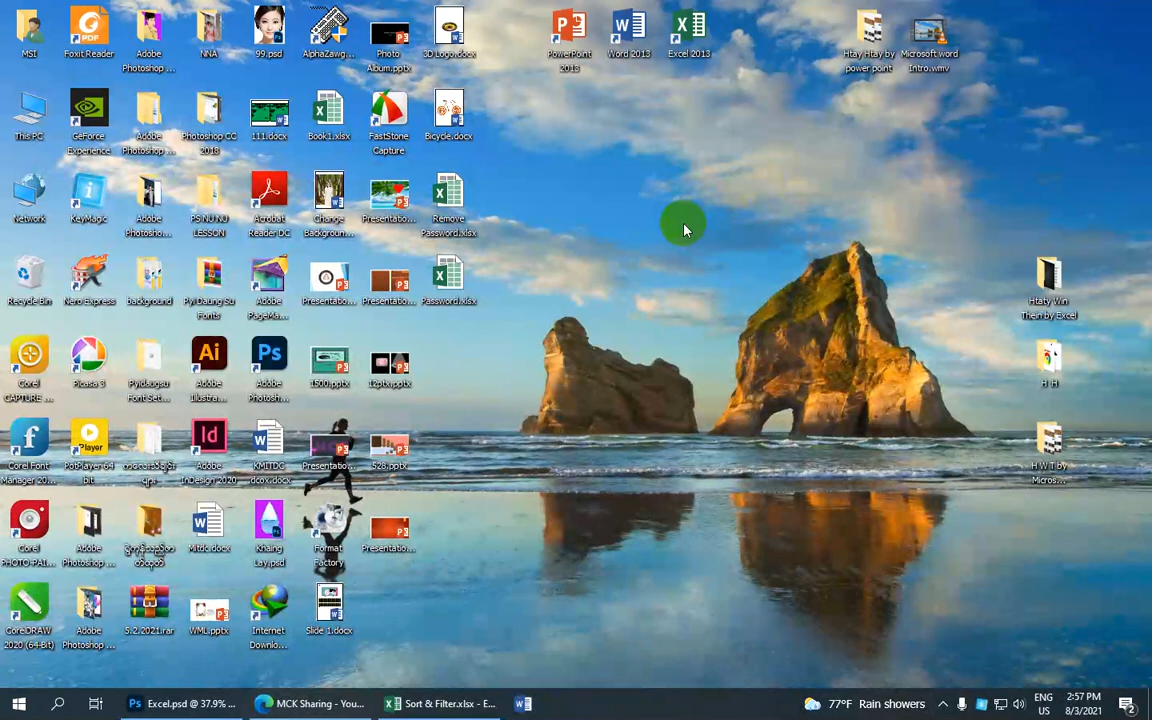 MSI
Foxit Reader
Adobe
Photoshop ...
NNA
99.psd
AlphaZawg...
Photo
Album.pptx
3D Logo.docx
PowerPoint
2013
Word 2013
Excel 2013
Htay Htay by
power point
Microsoft word
Intro.wmv
This PC
GeForce
Experience
Adobe
Photoshop ...
Photoshop CC
2013
111.docx
Book1.xlsx
FastStone
Capture
Bicycle.docx
Network
KeyMagic
Adobe
Photosho...
PS NU NU
LESSON
Acrobat
Reader DC
Change
Backgroun...
Presentatio...
Remove
Password.xlsx
Recycle Bin
Nero Express
background
Pyi Daung Su
Fonts
Adobe
PageMa...
Presentatio...
Presentatio...
Password.xlsx
Htaty Win
Thein by Excel
Corel
CAPTURE ...
Picasa 3
Pyidaugsu
Font Set...
Adobe
Illustra...
Adobe
Photosh...
1500.pptx
12ptx.pptx
H H
Corel Font
Manager 20...
PotPlayer 64
bit
Adobe
InDesign 2020
KMITDC
dcox.docx
Presentatio...
528.pptx
H W T by
Micros...
Corel
PHOTO-PAI...
Adobe
Photoshop ...
Mitdc.docx
Khaing
Lay.psd
Format
Factory
Presentatio...
CorelDRAW
2020 (64-Bit)
Adobe
Photoshop ...
5.2.2021.rar
WML.pptx
Internet
Downlo...
Slide 1.docx
Excel.psd @ 37.9% ...
MCK Sharing - You...
Sort & Filter.xlsx - E...
77°F Rain showers
ENG
US
2:57 PM
8/3/2021
2